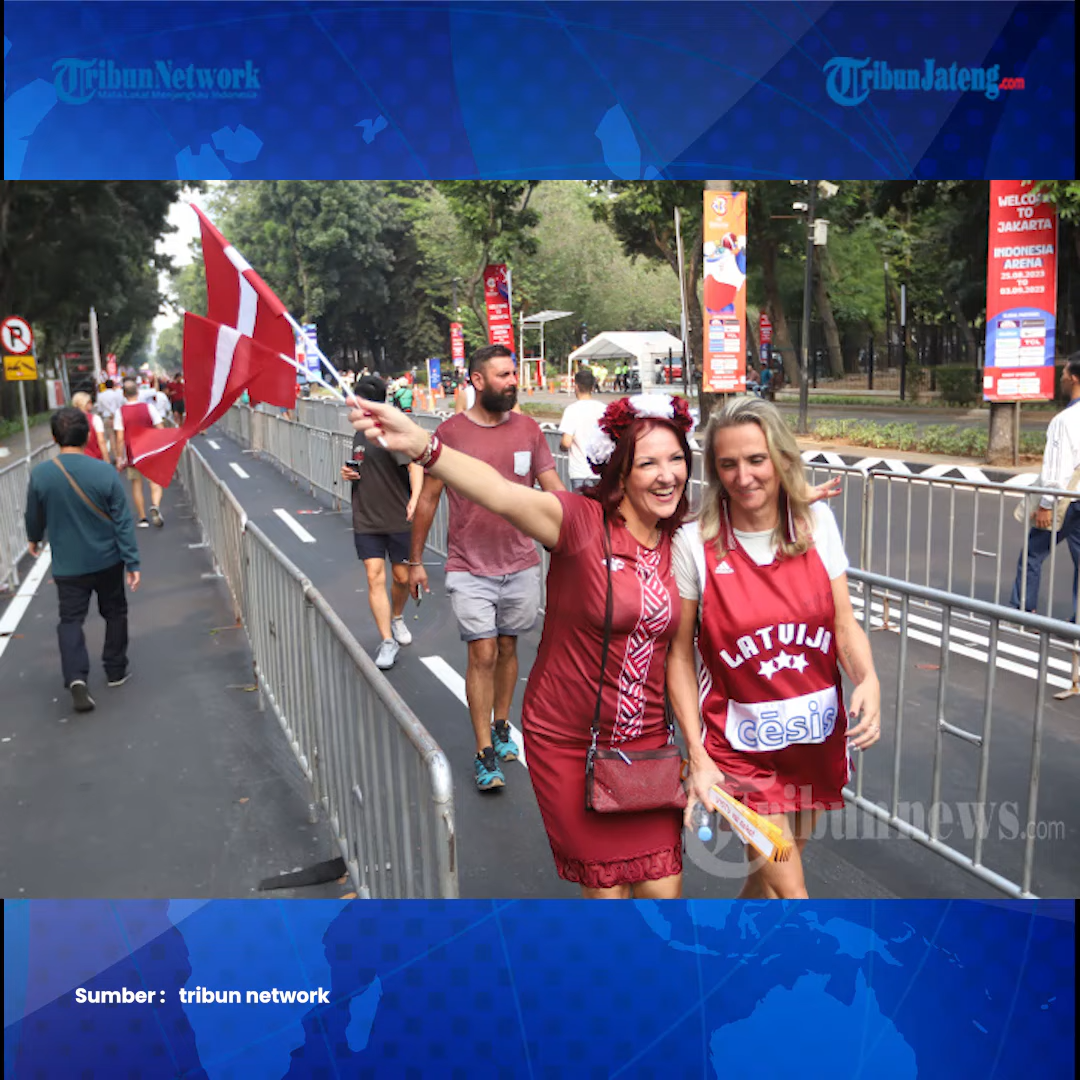 TribunNetwork
Mata Lokal Menjangkau Indonesia
TribunJateng.com
WELCOME
TO
JAKARTA
INDONESIA
ARENA
25.08.2023
TO
03.09.2023
TCL
LATVIJA
cēsis
Tribunnews.com
Sumber : tribun network